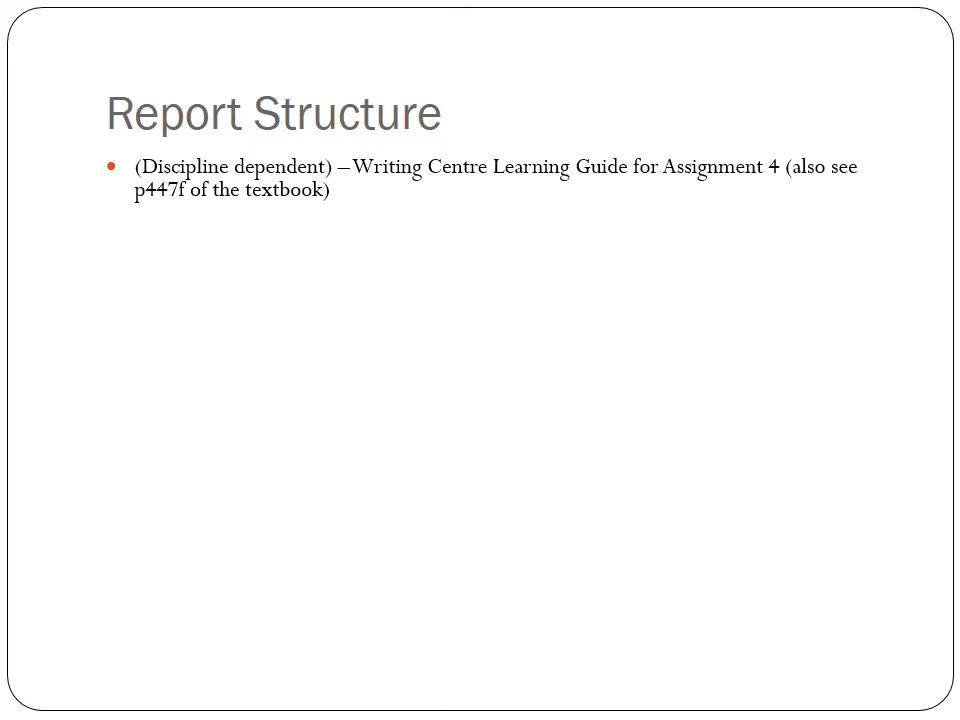 Report Structure
(Discipline dependent) – Writing Centre Learning Guide for Assignment 4 (also see
p447f of the textbook)